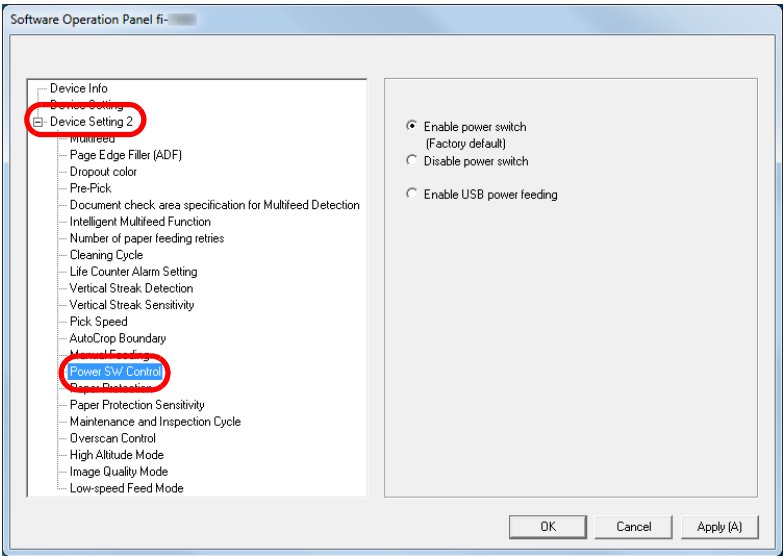 Software Operation Panel fi-
Device Info
Device Setting
Device Setting 2
Multifeed
Page Edge Filler (ADF)
Dropout color
Pre-Pick
Document check area specification for Multifeed Detection
Intelligent Multifeed Function
Number of paper feeding retries
Cleaning Cycle
Life Counter Alarm Setting
Vertical Streak Detection
Vertical Streak Sensitivity
Pick Speed
AutoCrop Boundary
Manual Feeding
Power SW Control
Paper Protection
Paper Protection Sensitivity
Maintenance and Inspection Cycle
Overscan Control
High Altitude Mode
Image Quality Mode
Low-speed Feed Mode
Enable power switch
(Factory default)
Disable power switch
Enable USB power feeding
OK Cancel Apply (A)